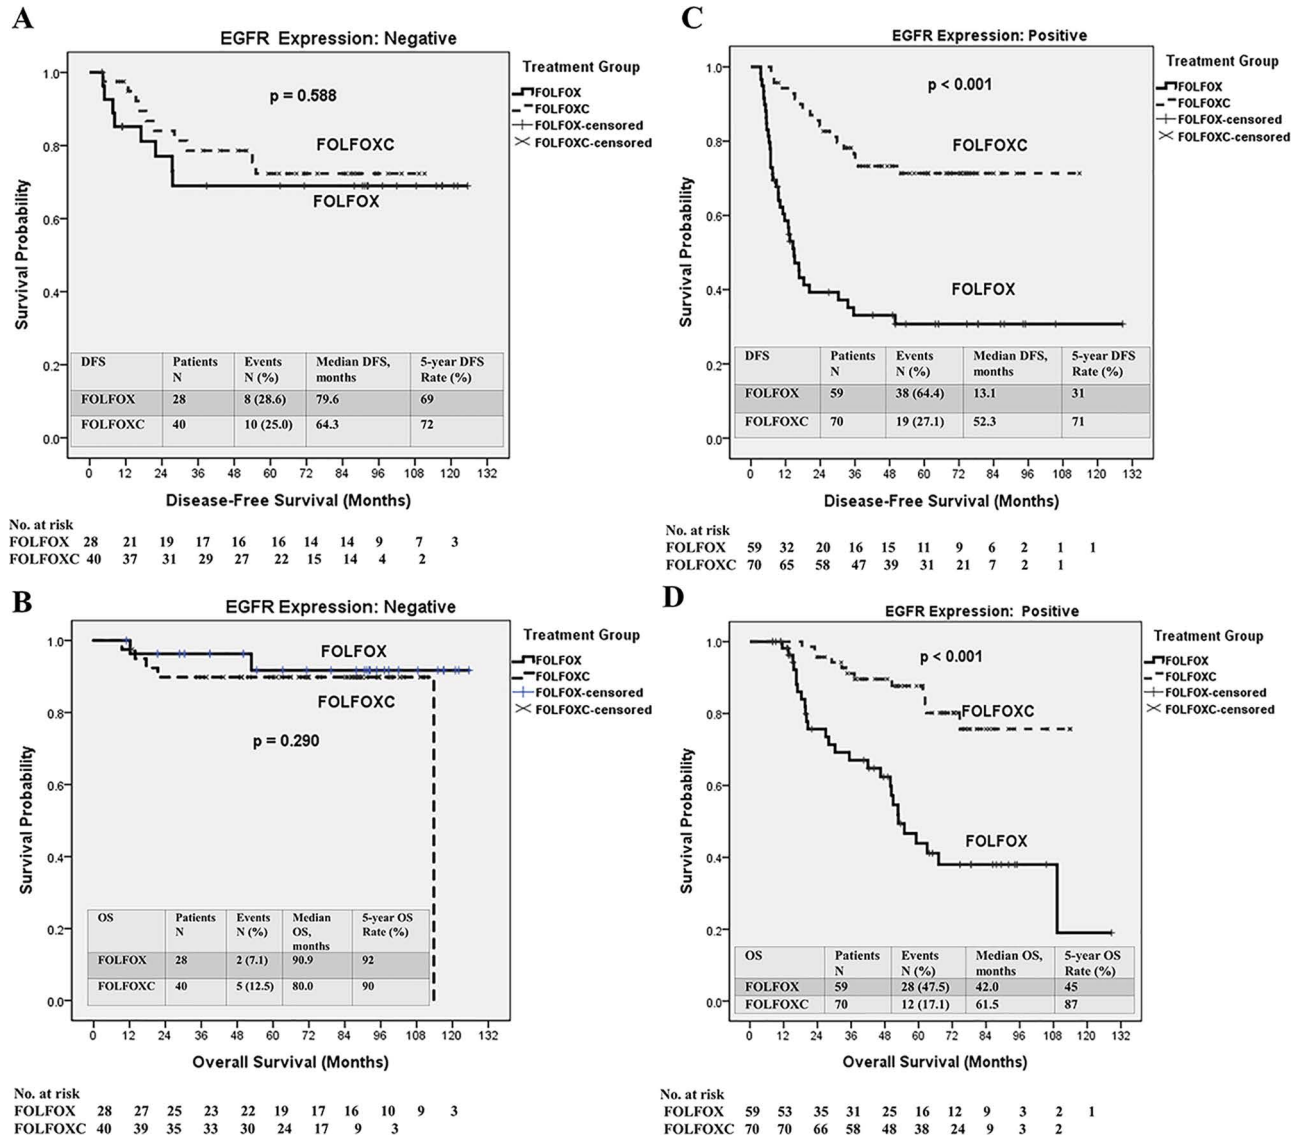 A
EGFR Expression: Negative
Treatment Group
FOLFOX
FOLFOXC
FOLFOX-censored
FOLFOXC-censored
p = 0.588
FOLFOXC
FOLFOX
Survival Probability
1.0
0.8
0.6
0.4
0.2
0.0
DFS Patients N Events N (%) Median DFS, months 5-year DFS Rate (%)
FOLFOX 28 8 (28.6) 79.6 69
FOLFOXC 40 10 (25.0) 64.3 72
0 12 24 36 48 60 72 84 96 108 120 132
Disease-Free Survival (Months)
No. at risk
FOLFOX 28 21 19 17 16 16 14 14 9 7 3
FOLFOXC 40 37 31 29 27 22 15 14 4 2
C
EGFR Expression: Positive
Treatment Group
FOLFOX
FOLFOXC
FOLFOX-censored
FOLFOXC-censored
p < 0.001
FOLFOXC
FOLFOX
Survival Probability
1.0
0.8
0.6
0.4
0.2
0.0
DFS Patients N Events N (%) Median DFS, months 5-year DFS Rate (%)
FOLFOX 59 38 (64.4) 13.1 31
FOLFOXC 70 19 (27.1) 52.3 71
0 12 24 36 48 60 72 84 96 108 120 132
Disease-Free Survival (Months)
No. at risk
FOLFOX 59 32 20 16 15 11 9 6 2 1 1
FOLFOXC 70 65 58 47 39 31 21 7 2 1
B
EGFR Expression: Negative
Treatment Group
FOLFOX
FOLFOXC
FOLFOX-censored
FOLFOXC-censored
FOLFOX
FOLFOXC
p = 0.290
Survival Probability
1.0
0.8
0.6
0.4
0.2
0.0
OS Patients N Events N (%) Median OS, months 5-year OS Rate (%)
FOLFOX 28 2 (7.1) 90.9 92
FOLFOXC 40 5 (12.5) 80.0 90
0 12 24 36 48 60 72 84 96 108 120 132
Overall Survival (Months)
No. at risk
FOLFOX 28 27 25 23 22 19 17 16 10 9 3
FOLFOXC 40 39 35 33 30 24 17 9 3
D
EGFR Expression: Positive
Treatment Group
FOLFOX
FOLFOXC
FOLFOX-censored
FOLFOXC-censored
p < 0.001
FOLFOXC
FOLFOX
Survival Probability
1.0
0.8
0.6
0.4
0.2
0.0
OS Patients N Events N (%) Median OS, months 5-year OS Rate (%)
FOLFOX 59 28 (47.5) 42.0 45
FOLFOXC 70 12 (17.1) 61.5 87
0 12 24 36 48 60 72 84 96 108 120 132
Overall Survival (Months)
No. at risk
FOLFOX 59 53 35 31 25 16 12 9 3 2 1
FOLFOXC 70 70 66 58 48 38 24 9 3 2